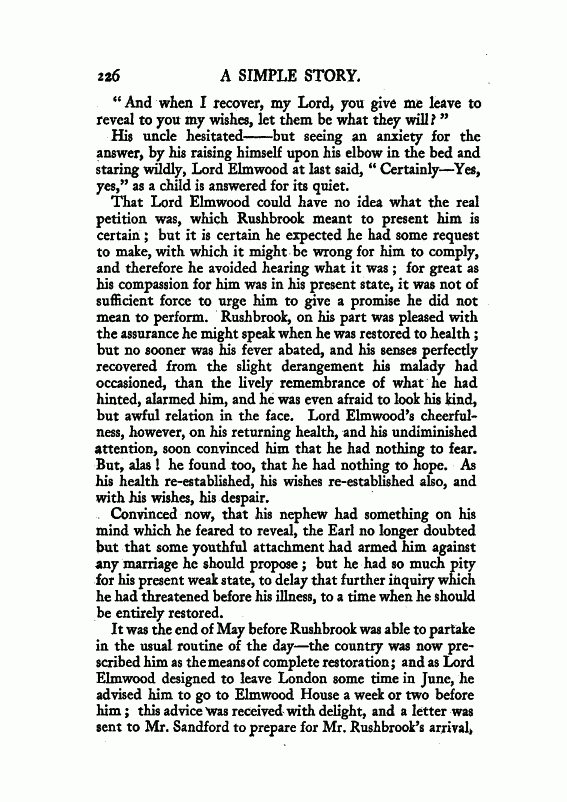 226 A SIMPLE STORY.
“ And when I recover, my Lord, you give me leave to
reveal to you my wishes, let them be what they will? ”
His uncle hesitated——but seeing an anxiety for the
answer, by his raising himself upon his elbow in the bed and
staring wildly, Lord Elmwood at last said, “ Certainly—Yes,
yes,” as a child is answered for its quiet.
That Lord Elmwood could have no idea what the real
petition was, which Rushbrook meant to present him is
certain ; but it is certain he expected he had some request
to make, with which it might be wrong for him to comply,
and therefore he avoided hearing what it was ; for great as
his compassion for him was in his present state, it was not of
sufficient force to urge him to give a promise he did not
mean to perform. Rushbrook, on his part was pleased with
the assurance he might speak when he was restored to health ;
but no sooner was his fever abated, and his senses perfectly
recovered from the slight derangement his malady had
occasioned, than the lively remembrance of what he had
hinted, alarmed him, and he was even afraid to look his kind,
but awful relation in the face. Lord Elmwood’s cheerful-
ness, however, on his returning health, and his undiminished
attention, soon convinced him that he had nothing to fear.
But, alas ! he found too, that he had nothing to hope. As
his health re-established, his wishes re-established also, and
with his wishes, his despair.
Convinced now, that his nephew had something on his
mind which he feared to reveal, the Earl no longer doubted
but that some youthful attachment had armed him against
any marriage he should propose ; but he had so much pity
for his present weak state, to delay that further inquiry which
he had threatened before his illness, to a time when he should
be entirely restored.
It was the end of May before Rushbrook was able to partake
in the usual routine of the day—the country was now pre-
scribed him as the means of complete restoration; and as Lord
Elmwood designed to leave London some time in June, he
advised him to go to Elmwood House a week or two before
him ; this advice was received with delight, and a letter was
sent to Mr. Sandford to prepare for Mr. Rushbrook’s arrival,